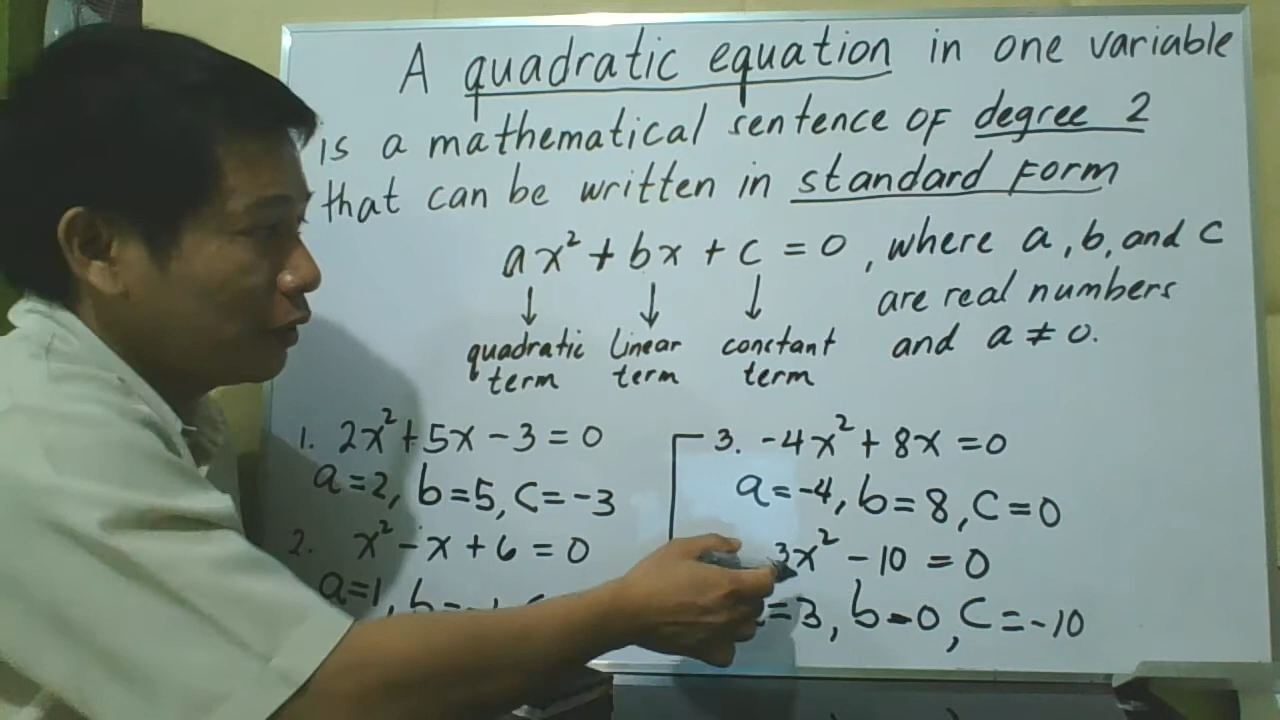 A quadratic equation in one variable
is a mathematical sentence of degree 2
that can be written in standard form
ax² + bx + c = 0, where a, b, and c
are real numbers
and a ≠ 0.
quadratic term
linear term
constant term
1. 2x² + 5x - 3 = 0
a = 2, b = 5, c = -3
2. x² - x + 6 = 0
a = 1, b = -1,
3. -4x² + 8x = 0
a = -4, b = 8, c = 0
3x² - 10 = 0
= 3, b = 0, c = -10